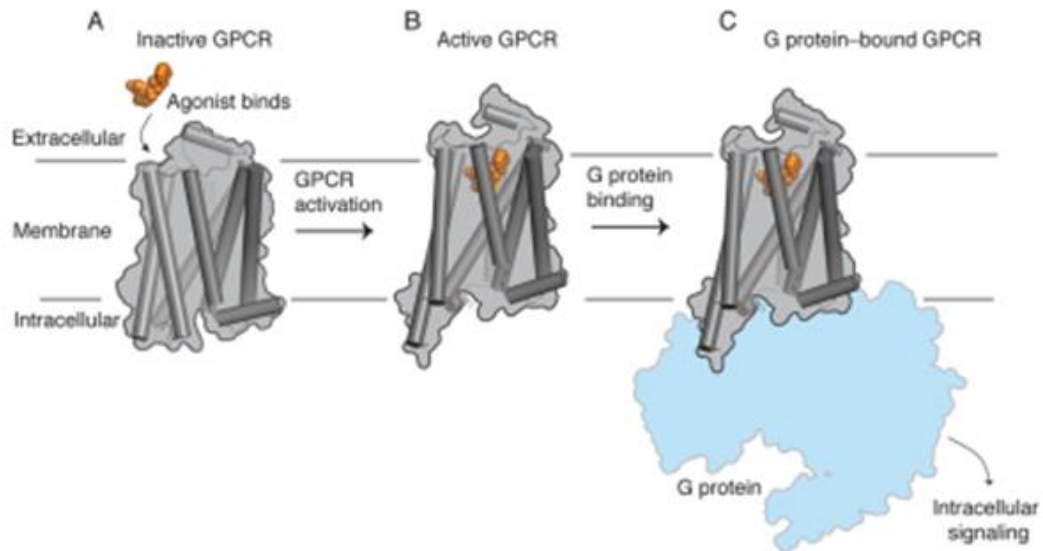 A
Inactive GPCR
Agonist binds
B
Active GPCR
C
G protein–bound GPCR
Extracellular
Membrane
Intracellular
GPCR
activation
G protein
binding
G protein
Intracellular
signaling